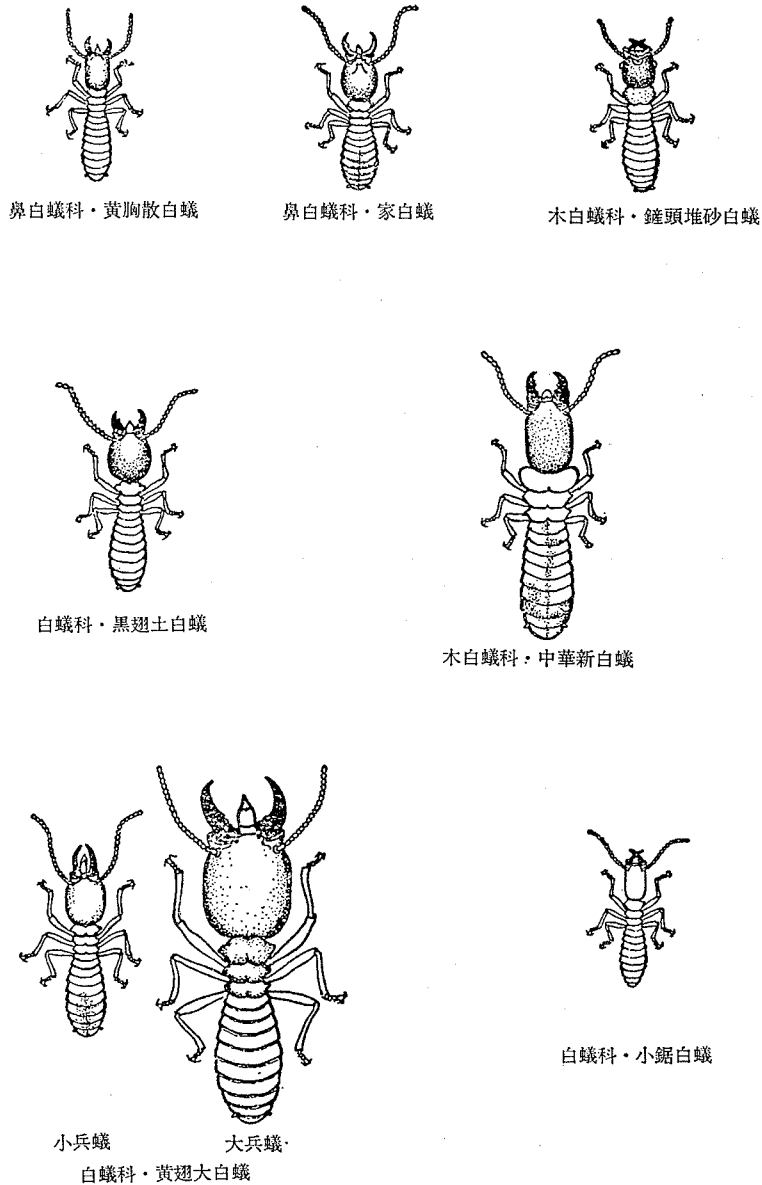 鼻白蟻科・黃胸散白蟻
鼻白蟻科・家白蟻
木白蟻科・鏟頭堆砂白蟻
白蟻科・黑翅土白蟻
木白蟻科・中華新白蟻
小兵蟻
大兵蟻
白蟻科・黃翅大白蟻
白蟻科・小鋸白蟻